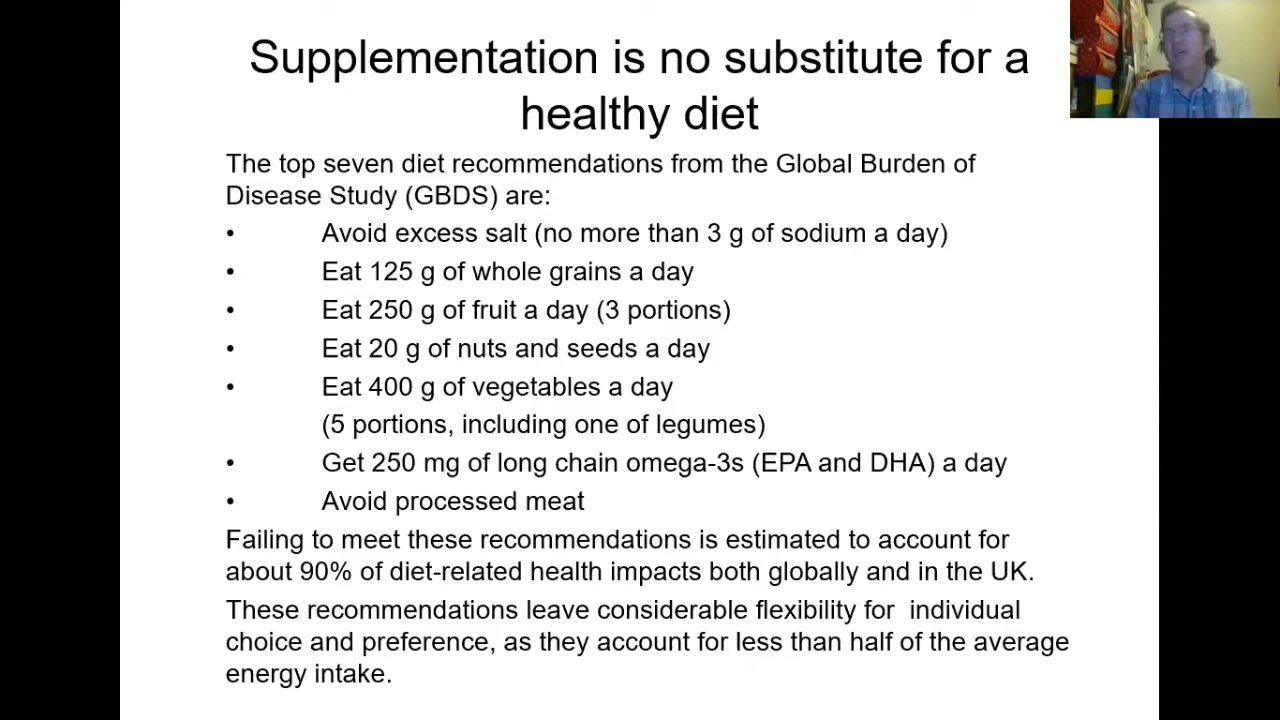 Supplementation is no substitute for a
healthy diet
The top seven diet recommendations from the Global Burden of
Disease Study (GBDS) are:
• Avoid excess salt (no more than 3 g of sodium a day)
• Eat 125 g of whole grains a day
• Eat 250 g of fruit a day (3 portions)
• Eat 20 g of nuts and seeds a day
• Eat 400 g of vegetables a day
(5 portions, including one of legumes)
• Get 250 mg of long chain omega-3s (EPA and DHA) a day
• Avoid processed meat
Failing to meet these recommendations is estimated to account for
about 90% of diet-related health impacts both globally and in the UK.
These recommendations leave considerable flexibility for  individual
choice and preference, as they account for less than half of the average
energy intake.